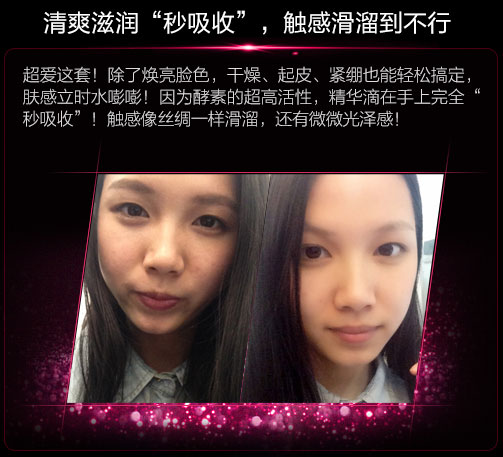 清爽滋润“秒吸收”，触感滑溜到不行
超爱这套！除了焕亮脸色，干燥、起皮、紧绷也能轻松搞定，
肤感立时水嘭嘭！因为酵素的超高活性，精华滴在手上完全“
秒吸收”！触感像丝绸一样滑溜，还有微微光泽感！